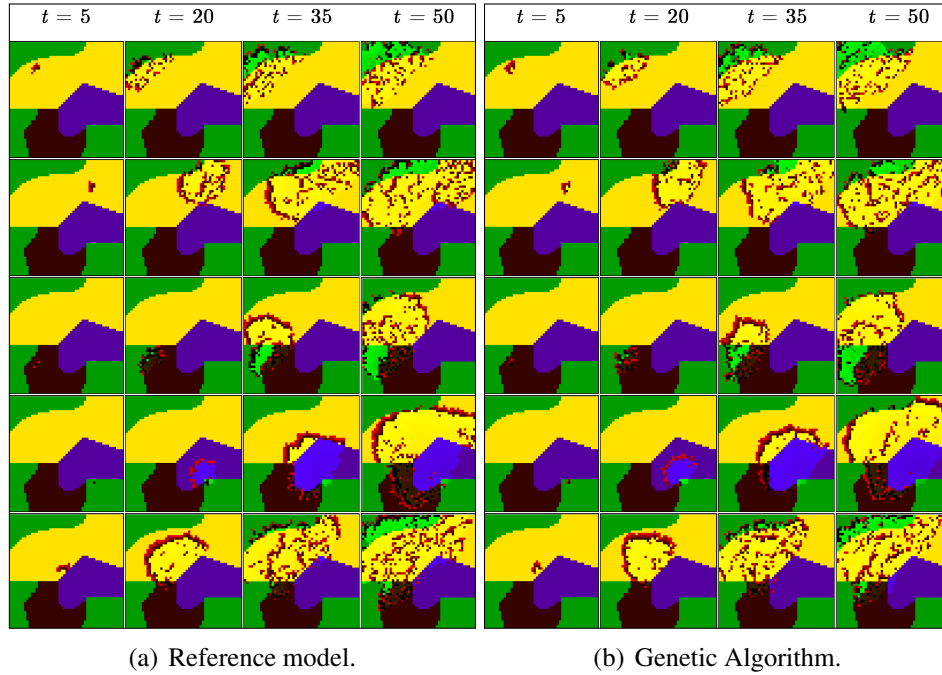 t = 5 t = 20 t = 35 t = 50 t = 5 t = 20 t = 35 t = 50
(a) Reference model. (b) Genetic Algorithm.